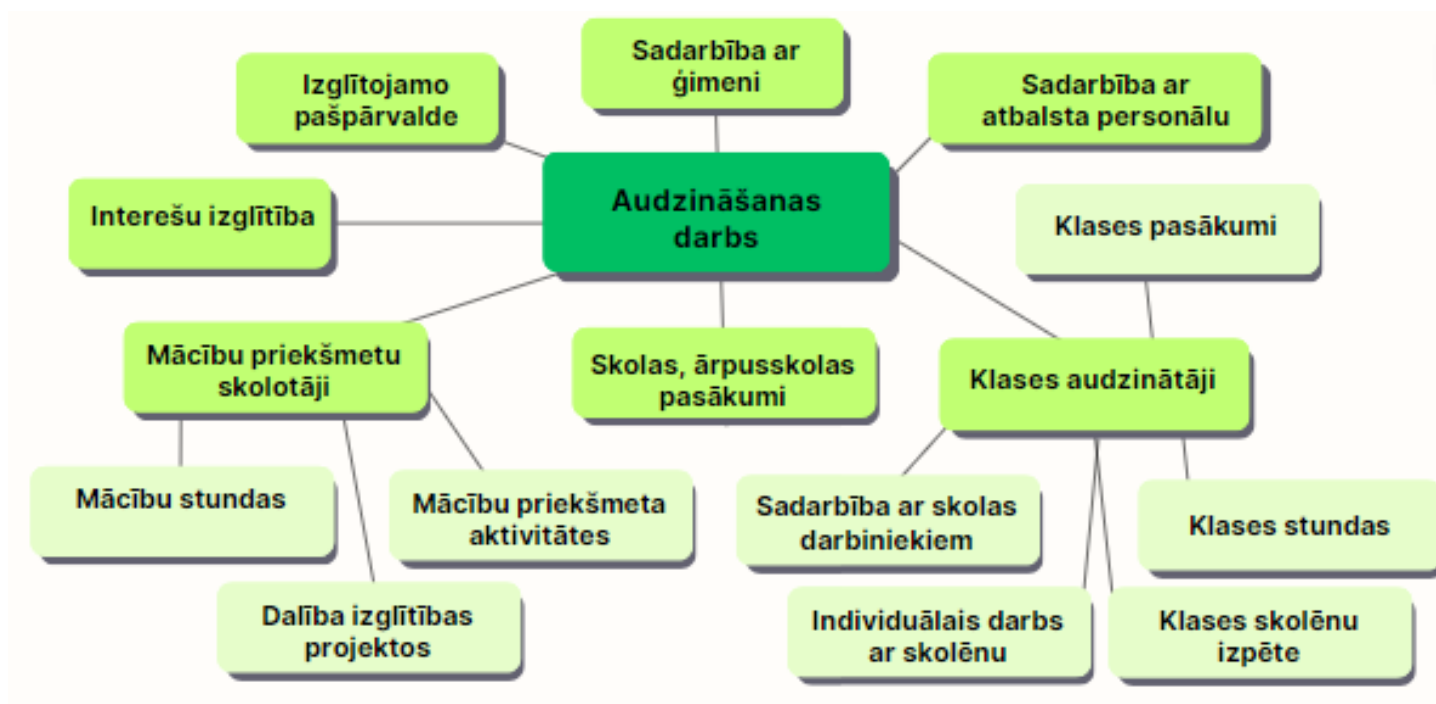 Sadarbība ar
ģimeni
Izglītojamo
pašpārvalde
Sadarbība ar
atbalsta personālu
Interešu izglītība
Audzināšanas
darbs
Klases pasākumi
Mācību priekšmetu
skolotāji
Skolas, ārpusskolas
pasākumi
Klases audzinātāji
Mācību stundas
Mācību priekšmeta
aktivitātes
Sadarbība ar skolas
darbiniekiem
Klases stundas
Dalība izglītības
projektos
Individuālais darbs
ar skolēnu
Klases skolēnu
izpēte